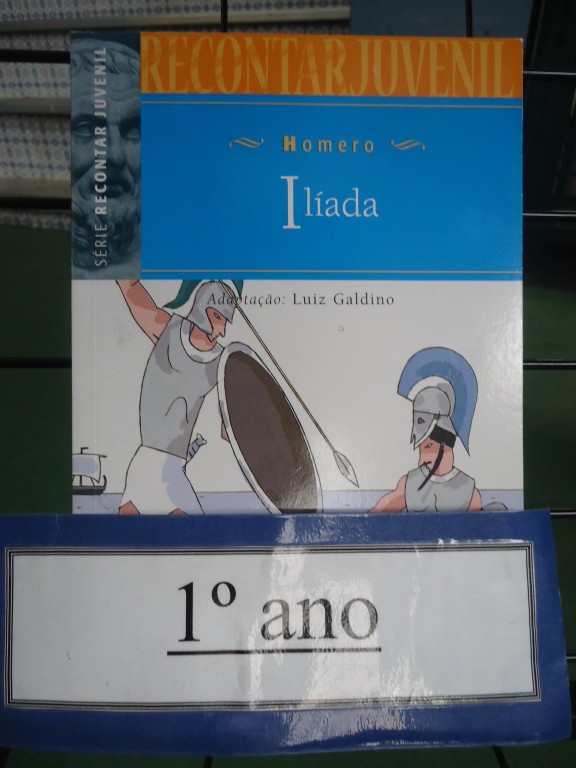 RECONTAR JUVENIL
SÉRIE RECONTAR JUVENIL
Homero
Ilíada
Adaptação: Luiz Galdino
1º ano